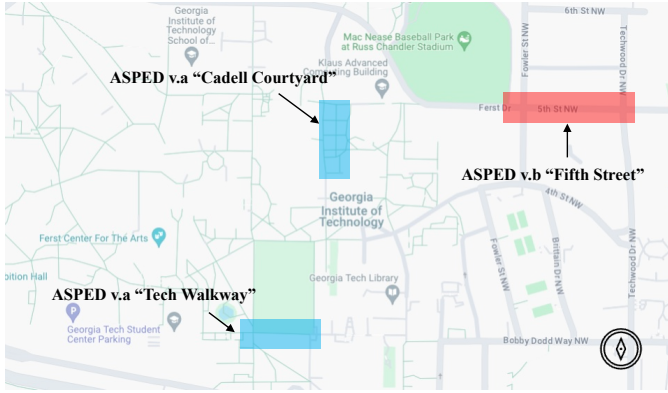 Georgia
Institute of
Technology
School of...
6th St NW
Mac Nease Baseball Park
at Russ Chandler Stadium
Fowler St NW
Techwood Dr NW
Klaus Advanced
Computing Building
ASPED v.a “Cadell Courtyard”
Ferst Dr
5th St NW
ASPED v.b “Fifth Street”
Georgia
Institute of
Technology
4th St NW
Ferst Center For The Arts
Fowler St NW
Brittain Dr NW
Techwood Dr NW
bition Hall
Georgia Tech Library
ASPED v.a “Tech Walkway”
P
Georgia Tech Student
Center Parking
Bobby Dodd Way NW